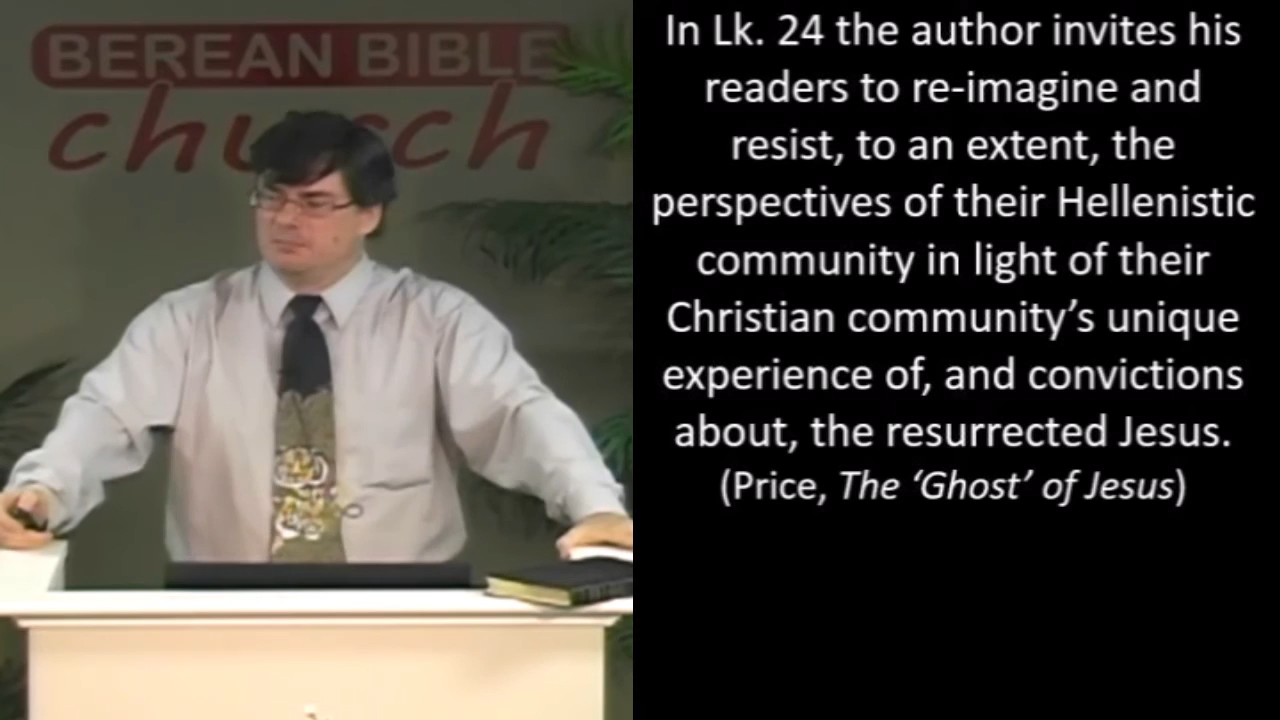 BEREAN BIBLE
church
In Lk. 24 the author invites his
readers to re-imagine and
resist, to an extent, the
perspectives of their Hellenistic
community in light of their
Christian community’s unique
experience of, and convictions
about, the resurrected Jesus.
(Price, The ‘Ghost’ of Jesus)